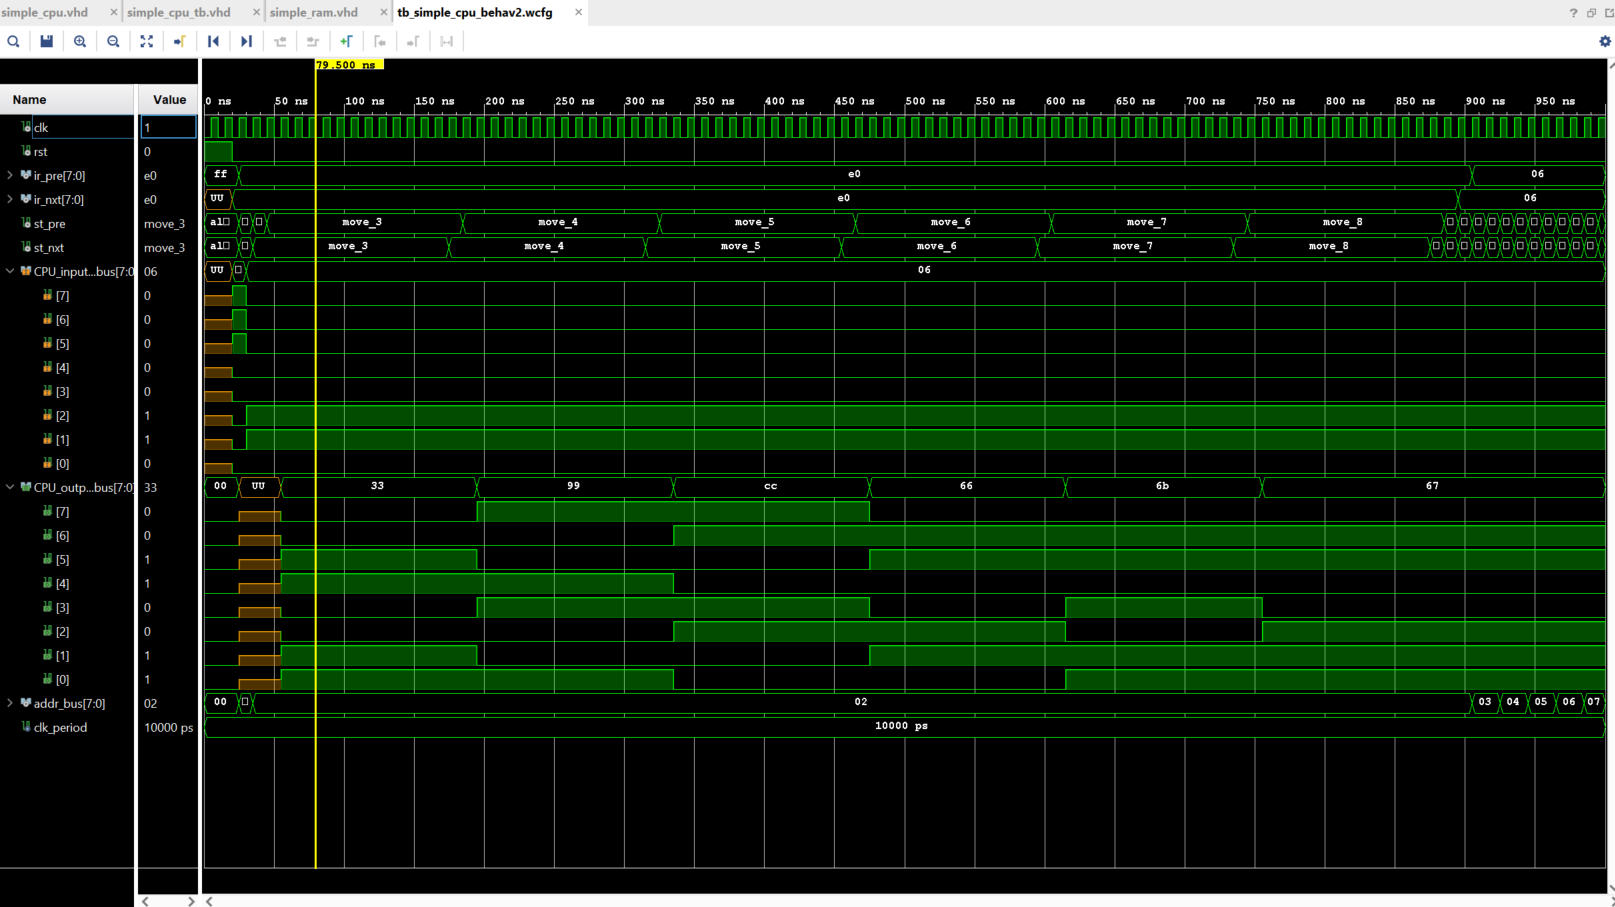 simple_cpu.vhd × simple_cpu_tb.vhd × simple_ram.vhd × tb_simple_cpu_behav2.wcfg ×
?
79.500 ns
Name Value 0 ns 50 ns 100 ns 150 ns 200 ns 250 ns 300 ns 350 ns 400 ns 450 ns 500 ns 550 ns 600 ns 650 ns 700 ns 750 ns 800 ns 850 ns 900 ns 950 ns
clk 1
rst 0
ir_pre[7:0] e0 ff e0 06
ir_nxt[7:0] e0 UU e0 06
st_pre move_3 al move_3 move_4 move_5 move_6 move_7 move_8
st_nxt move_3 al move_3 move_4 move_5 move_6 move_7 move_8
CPU_input...bus[7:0 06 UU 06
[7] 0
[6] 0
[5] 0
[4] 0
[3] 0
[2] 1
[1] 1
[0] 0
CPU_outp...bus[7:0] 33 00 UU 33 99 cc 66 6b 67
[7] 0
[6] 0
[5] 1
[4] 1
[3] 0
[2] 0
[1] 1
[0] 1
addr_bus[7:0] 02 00 02 03 04 05 06 07
clk_period 10000 ps 10000 ps